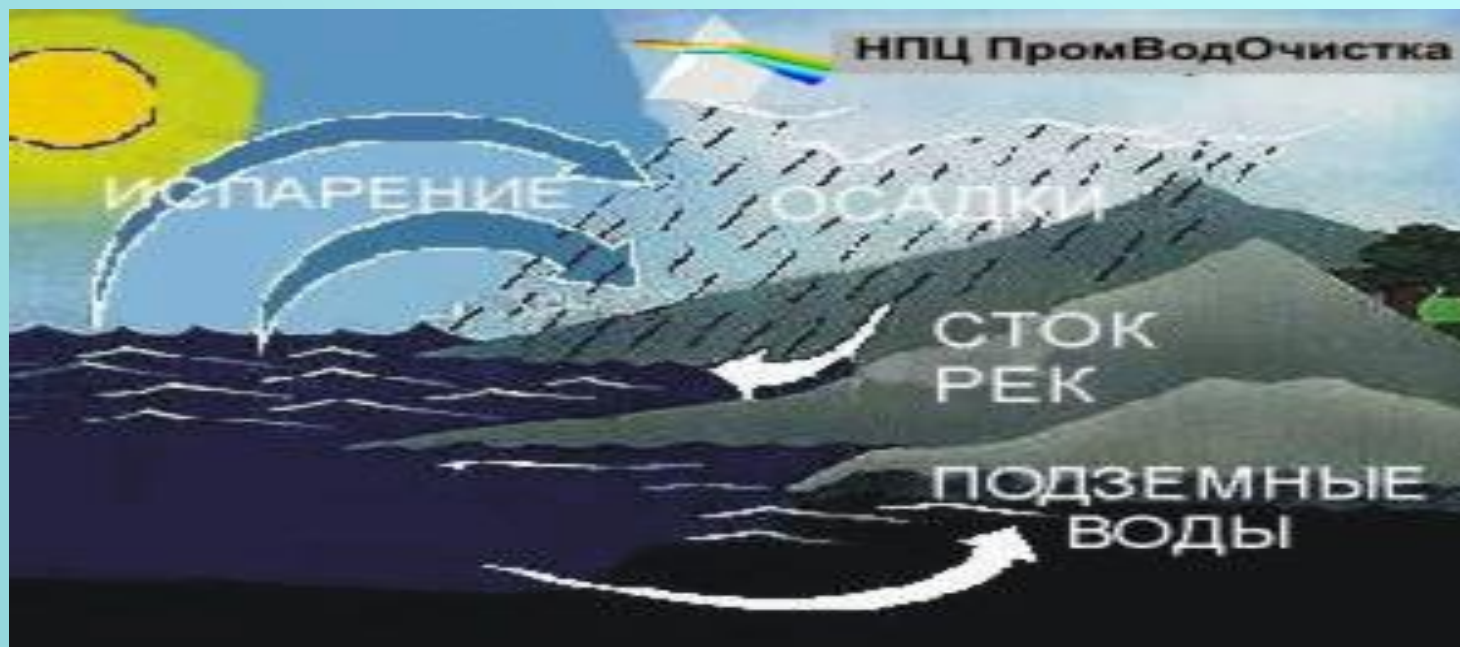 НПЦ ПромВодОчистка
ИСПАРЕНИЕ
ОСАДКИ
СТОК
РЕК
ПОДЗЕМНЫЕ
ВОДЫ